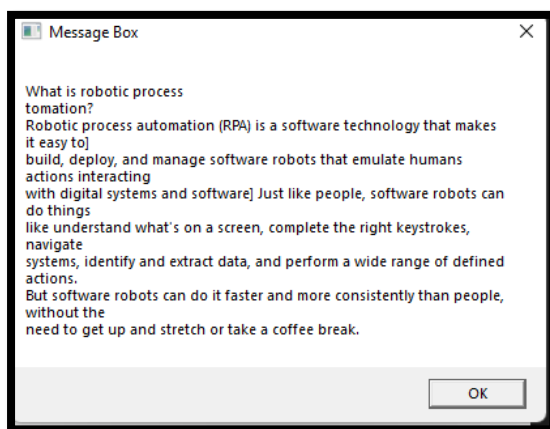 Message Box
What is robotic process
tomation?
Robotic process automation (RPA) is a software technology that makes
it easy to]
build, deploy, and manage software robots that emulate humans
actions interacting
with digital systems and software] Just like people, software robots can
do things
like understand what's on a screen, complete the right keystrokes,
navigate
systems, identify and extract data, and perform a wide range of defined
actions.
But software robots can do it faster and more consistently than people,
without the
need to get up and stretch or take a coffee break.
OK